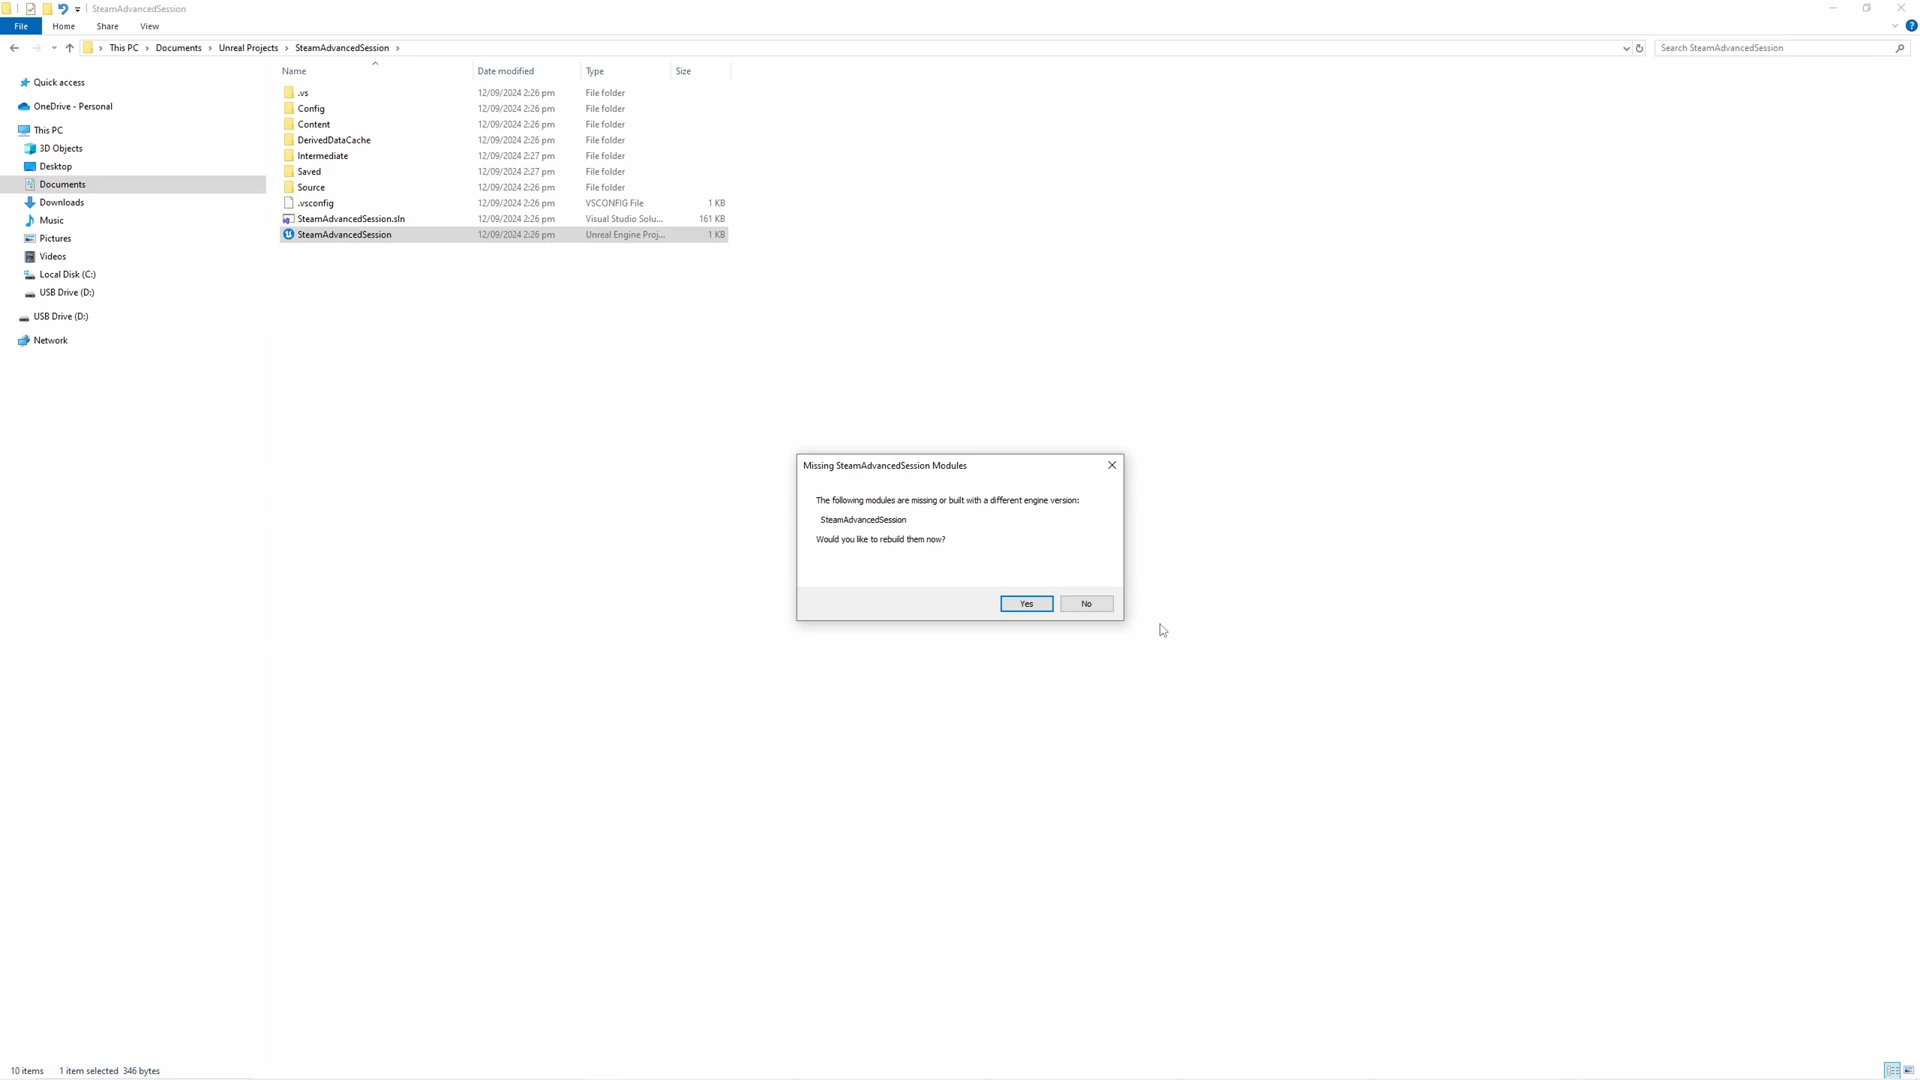 SteamAdvancedSession
File Home Share View
This PC Documents Unreal Projects SteamAdvancedSession Search SteamAdvancedSession
Name Date modified Type Size
Quick access
OneDrive - Personal
This PC
3D Objects
Desktop
Documents
Downloads
Music
Pictures
Videos
Local Disk (C:)
USB Drive (D:)
USB Drive (D:)
Network
.vs 12/09/2024 2:26 pm File folder
Config 12/09/2024 2:26 pm File folder
Content 12/09/2024 2:26 pm File folder
DerivedDataCache 12/09/2024 2:26 pm File folder
Intermediate 12/09/2024 2:27 pm File folder
Saved 12/09/2024 2:27 pm File folder
Source 12/09/2024 2:26 pm File folder
.vsconfig 12/09/2024 2:26 pm VSCONFIG File 1 KB
SteamAdvancedSession.sln 12/09/2024 2:26 pm Visual Studio Solu... 161 KB
SteamAdvancedSession 12/09/2024 2:26 pm Unreal Engine Proj... 1 KB
Missing SteamAdvancedSession Modules
The following modules are missing or built with a different engine version:
SteamAdvancedSession
Would you like to rebuild them now?
Yes No
10 items 1 item selected 346 bytes